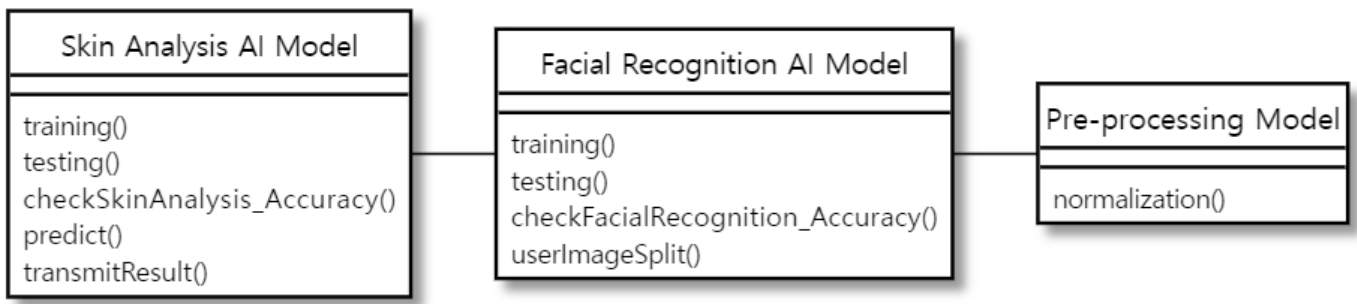 Skin Analysis AI Model
training()
testing()
checkSkinAnalysis_Accuracy()
predict()
transmitResult()
Facial Recognition AI Model
training()
testing()
checkFacialRecognition_Accuracy()
userImageSplit()
Pre-processing Model
normalization()